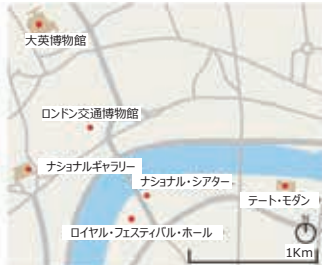 大英博物館
ロンドン交通博物館
ナショナルギャラリー
ナショナル・シアター
テート・モダン
ロイヤル・フェスティバル・ホール
N
1Km